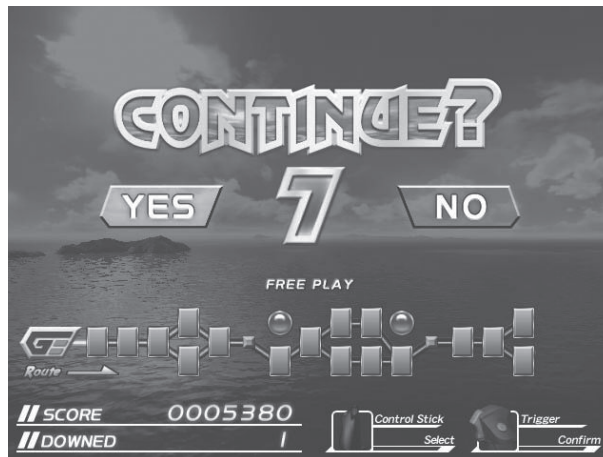 CONTINUE?
YES 7 NO
FREE PLAY
Route
SCORE 0005380
DOWNED 1
Control Stick
Select
Trigger
Confirm